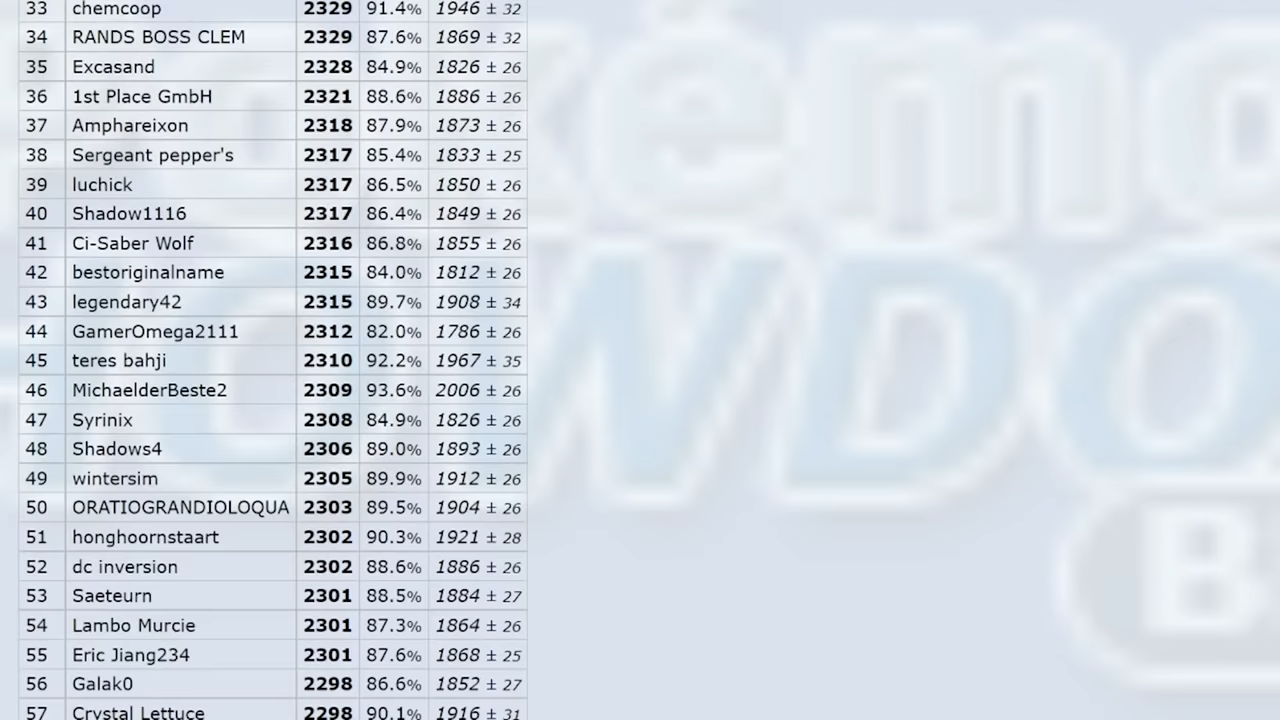 33 chemcoop 2329 91.4% 1946 ± 32
34 RANDS BOSS CLEM 2329 87.6% 1869 ± 32
35 Excasand 2328 84.9% 1826 ± 26
36 1st Place GmbH 2321 88.6% 1886 ± 26
37 Amphareixon 2318 87.9% 1873 ± 26
38 Sergeant pepper's 2317 85.4% 1833 ± 25
39 luchick 2317 86.5% 1850 ± 26
40 Shadow1116 2317 86.4% 1849 ± 26
41 Ci-Saber Wolf 2316 86.8% 1855 ± 26
42 bestoriginalname 2315 84.0% 1812 ± 26
43 legendary42 2315 89.7% 1908 ± 34
44 GamerOmega2111 2312 82.0% 1786 ± 26
45 teres bahji 2310 92.2% 1967 ± 35
46 MichaelderBeste2 2309 93.6% 2006 ± 26
47 Syrinix 2308 84.9% 1826 ± 26
48 Shadows4 2306 89.0% 1893 ± 26
49 wintersim 2305 89.9% 1912 ± 26
50 ORATIOGRANDIOLOQUA 2303 89.5% 1904 ± 26
51 honghoornstaart 2302 90.3% 1921 ± 28
52 dc inversion 2302 88.6% 1886 ± 26
53 Saeteurn 2301 88.5% 1884 ± 27
54 Lambo Murcie 2301 87.3% 1864 ± 26
55 Eric Jiang234 2301 87.6% 1868 ± 25
56 Galak0 2298 86.6% 1852 ± 27
57 Crystal Lettuce 2298 90.1% 1916 ± 31